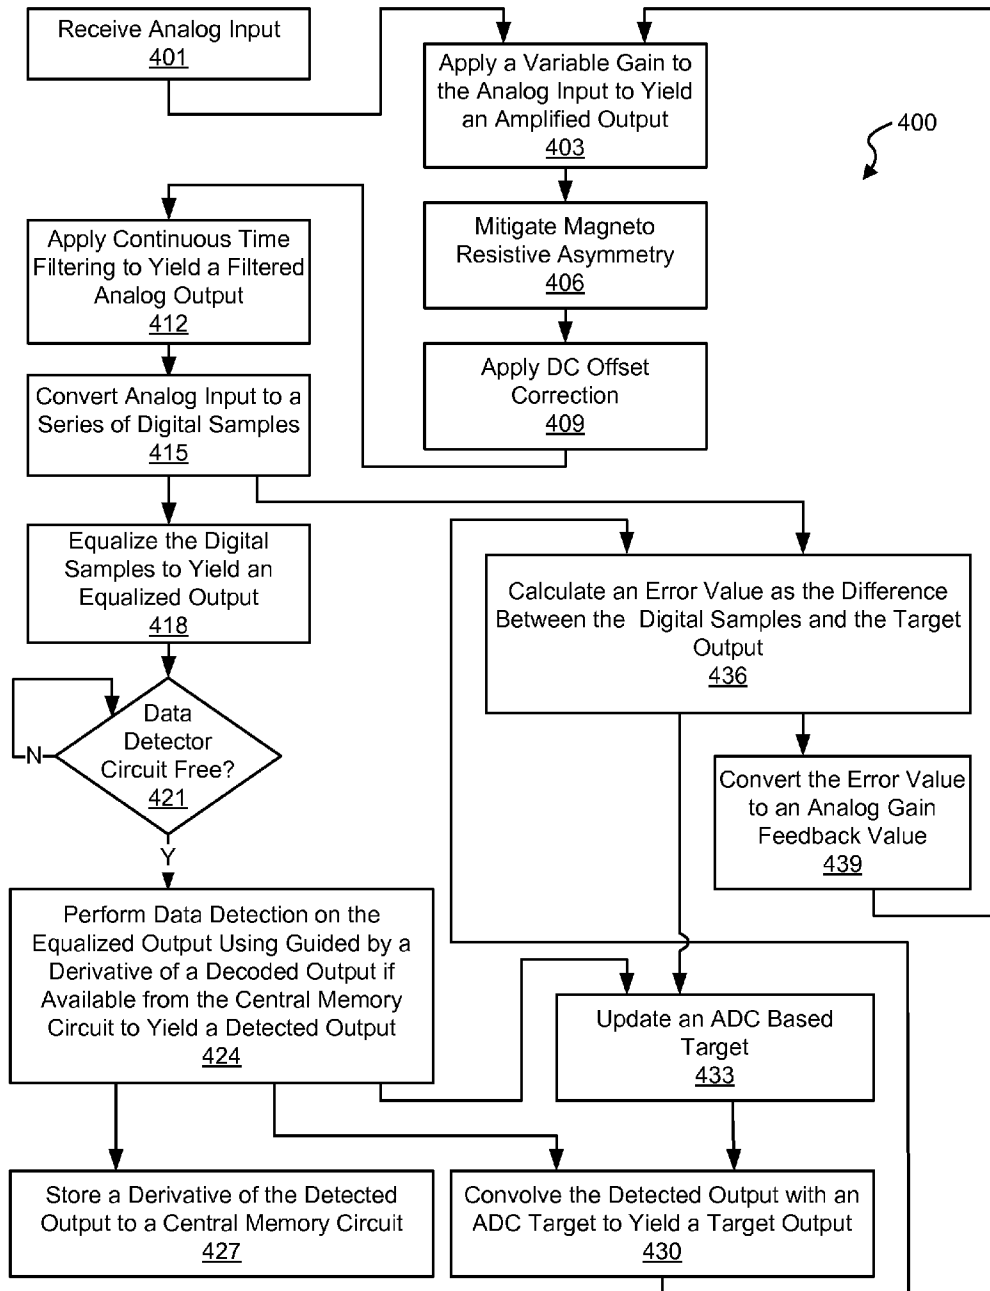 Receive Analog Input
401
Apply a Variable Gain to
the Analog Input to Yield
an Amplified Output
403
400
Mitigate Magneto
Resistive Asymmetry
406
Apply DC Offset
Correction
409
Apply Continuous Time
Filtering to Yield a Filtered
Analog Output
412
Convert Analog Input to a
Series of Digital Samples
415
Equalize the Digital
Samples to Yield an
Equalized Output
418
Data
Detector
Circuit Free?
421
N
Y
Calculate an Error Value as the Difference
Between the Digital Samples and the Target
Output
436
Convert the Error Value
to an Analog Gain
Feedback Value
439
Perform Data Detection on the
Equalized Output Using Guided by a
Derivative of a Decoded Output if
Available from the Central Memory
Circuit to Yield a Detected Output
424
Update an ADC Based
Target
433
Store a Derivative of the Detected
Output to a Central Memory Circuit
427
Convolve the Detected Output with an
ADC Target to Yield a Target Output
430